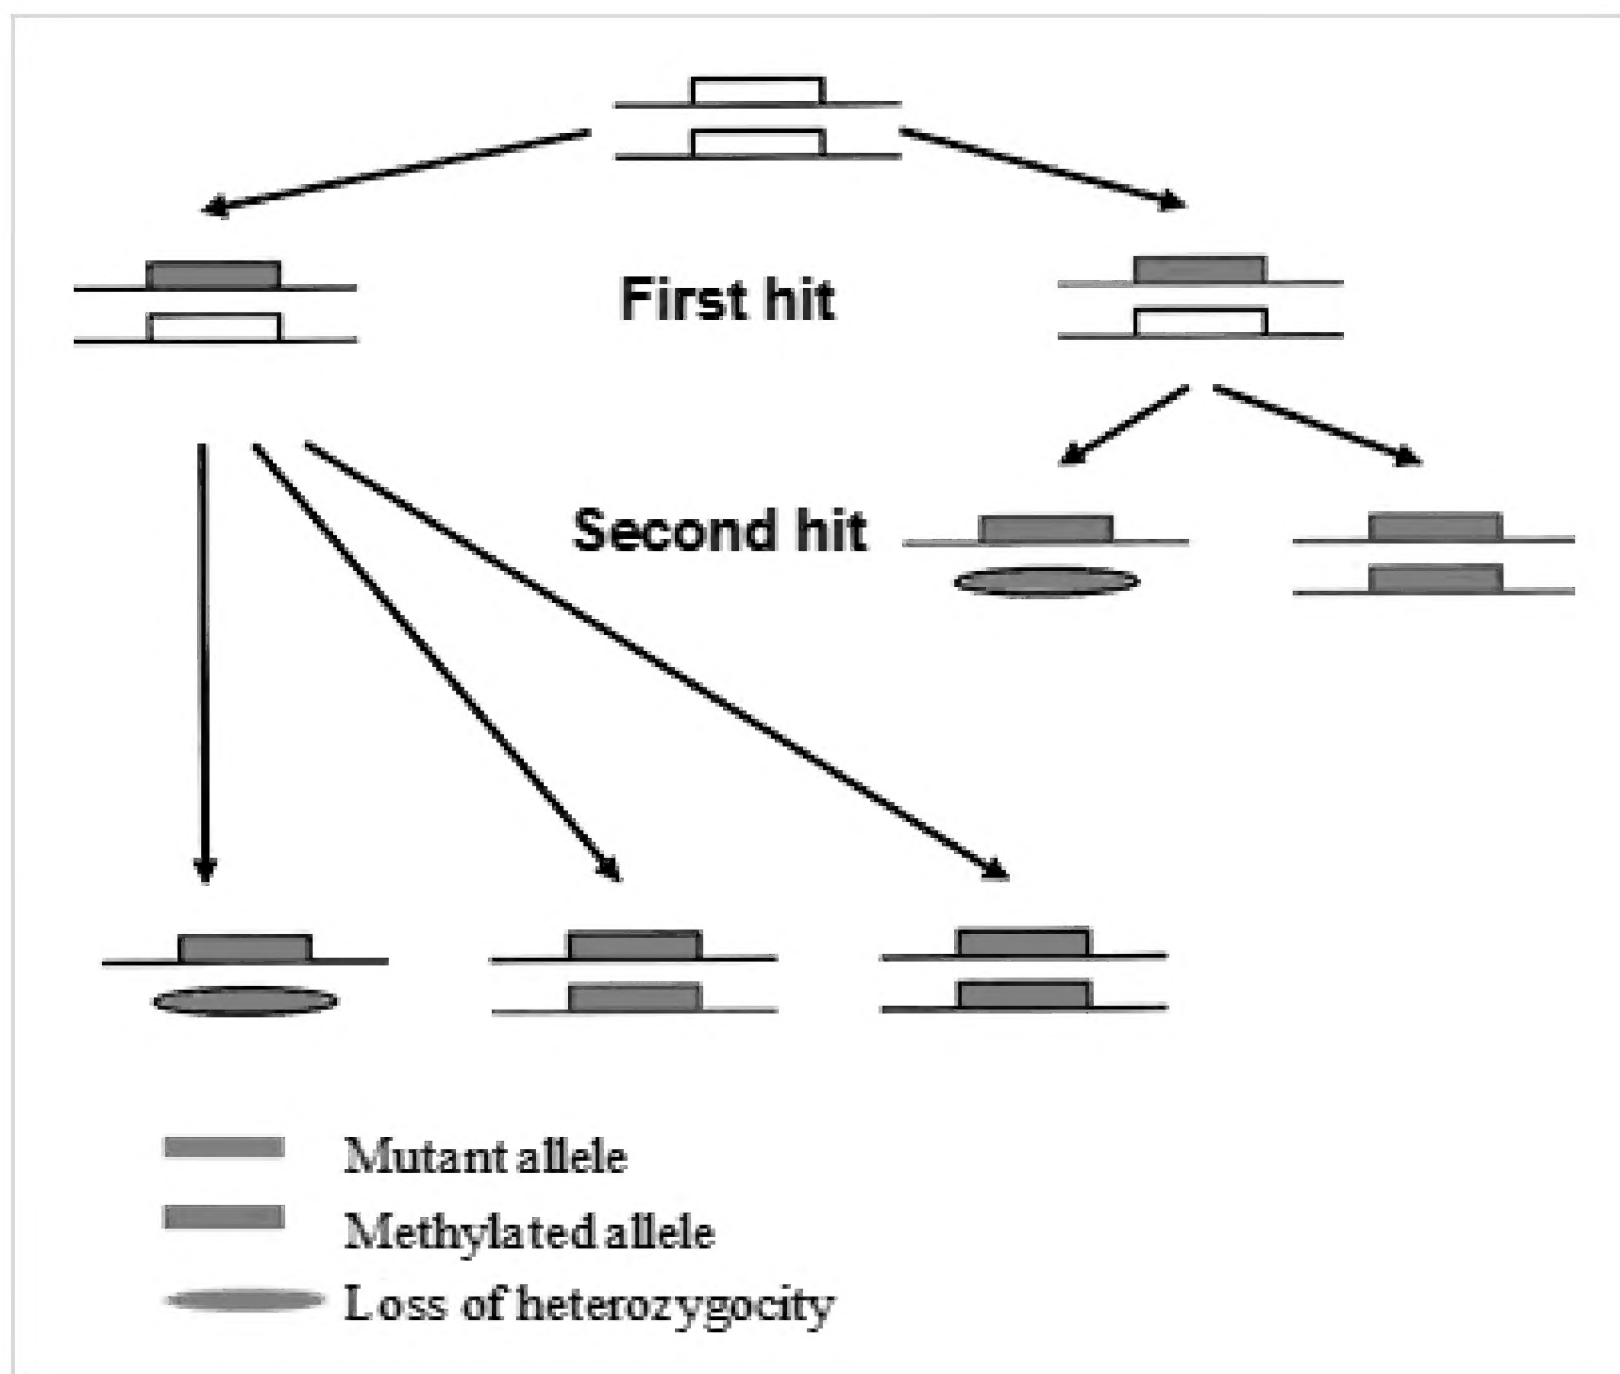 First hit
Second hit
Mutant allele
Methylated allele
Loss of heterozygocity